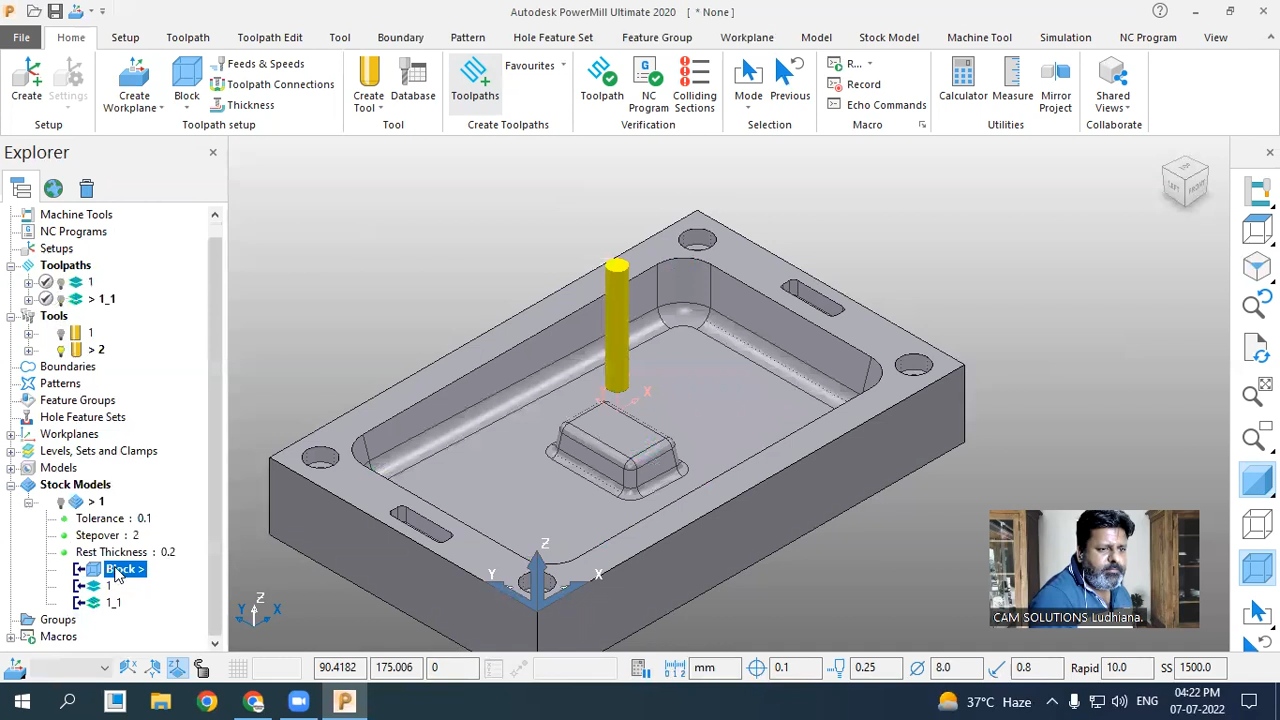 Autodesk PowerMill Ultimate 2020 [ * None ]
File Home Setup Toolpath Toolpath Edit Tool Boundary Pattern Hole Feature Set Feature Group Workplane Model Stock Model Machine Tool Simulation NC Program View
Create Settings
Setup
Create Workplane Block Feeds & Speeds
Toolpath Connections
Thickness
Toolpath setup
Create Tool Database
Tool
Toolpaths Favourites
Create Toolpaths
Toolpath NC Program Colliding Sections
Verification
Mode Previous
Selection
R...
Record
Echo Commands
Macro
Calculator Measure Mirror Project
Utilities
Shared Views
Collaborate
Explorer
Machine Tools
NC Programs
Setups
Toolpaths
1
> 1_1
Tools
1
> 2
Boundaries
Patterns
Feature Groups
Hole Feature Sets
Workplanes
Levels, Sets and Clamps
Models
Stock Models
> 1
Tolerance : 0.1
Stepover : 2
Rest Thickness : 0.2
Block >
1
1_1
Groups
Macros
TOP
LEFT FRONT
X
Z
Y X
Z
Y X
CAM SOLUTIONS Ludhiana.
90.4182 175.006 0 mm 0.1 0.25 8.0 0.8 Rapid 10.0 SS 1500.0
37°C Haze ENG 04:22 PM
07-07-2022